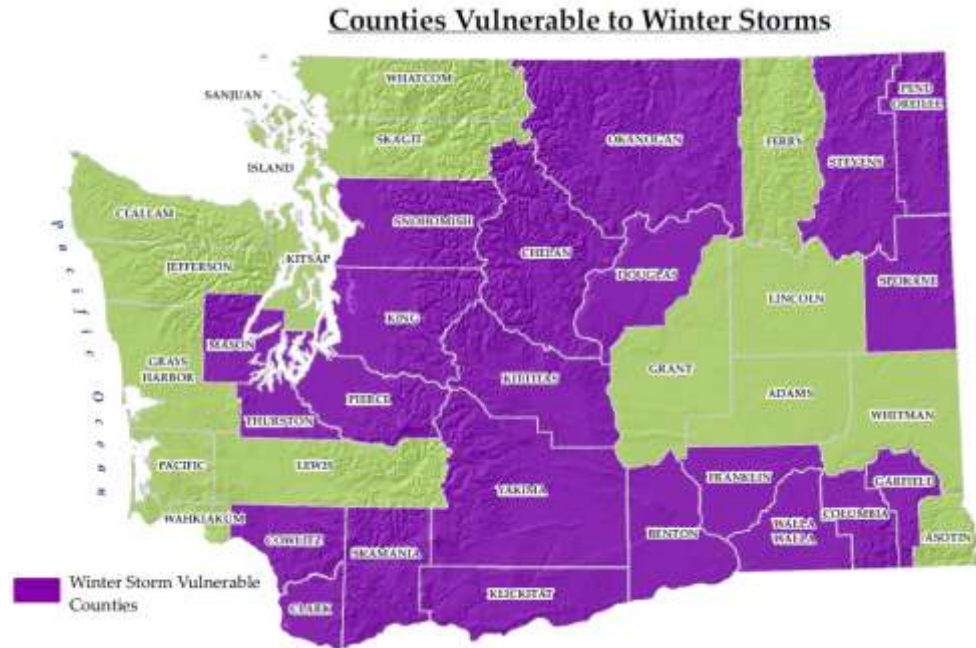 Counties Vulnerable to Winter Storms
WHATCOM
SANJUAN
SKAGIT
ISLAND
OKANOGAN
FERRY
PEND
OREILLE
STEVENS
CLALLAM
SNOHOMISH
CHELAN
JEFFERSON
KITSAP
DOUGLAS
SPOKANE
LINCOLN
KING
MASON
GRAYS
HARBOR
KITTITAS
GRANT
PIERCE
ADAMS
WHITMAN
THURSTON
PACIFIC
LEWIS
YAKIMA
FRANKLIN
GARFIELD
WAHKIAKUM
COLUMBIA
WALLA
WALLA
BENTON
ASOTIN
COWLITZ
SKAMANIA
KLICKITAT
CLARK
Pacific Ocean
Winter Storm Vulnerable
Counties